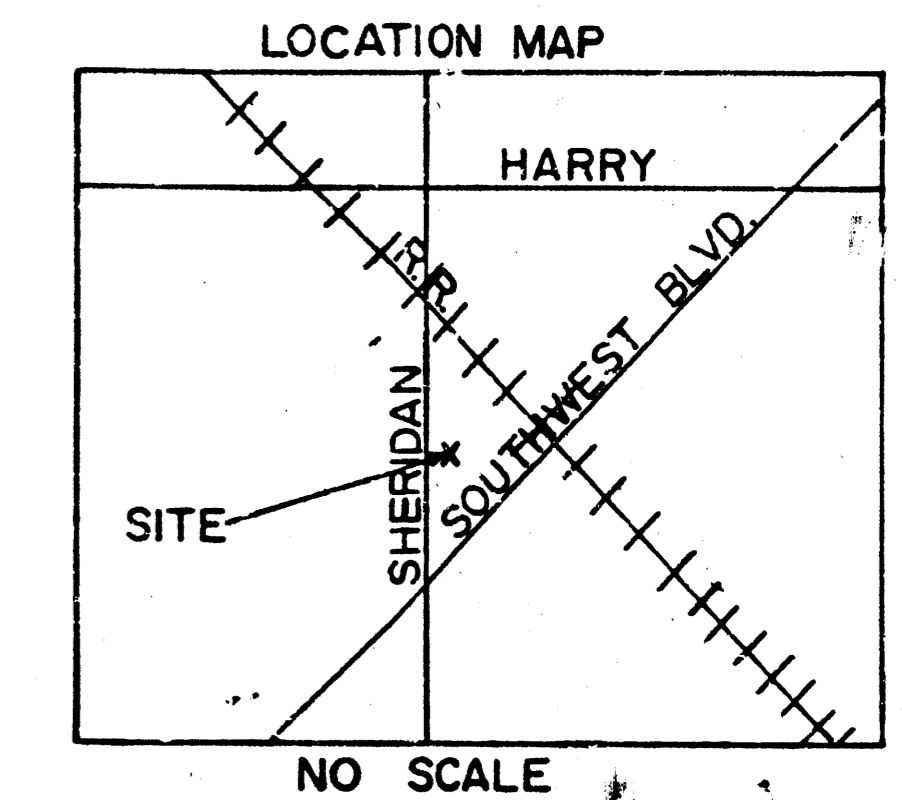 LOCATION MAP
HARRY
R.R.
SOUTHWEST BLVD.
SHERIDAN
SITE
NO SCALE